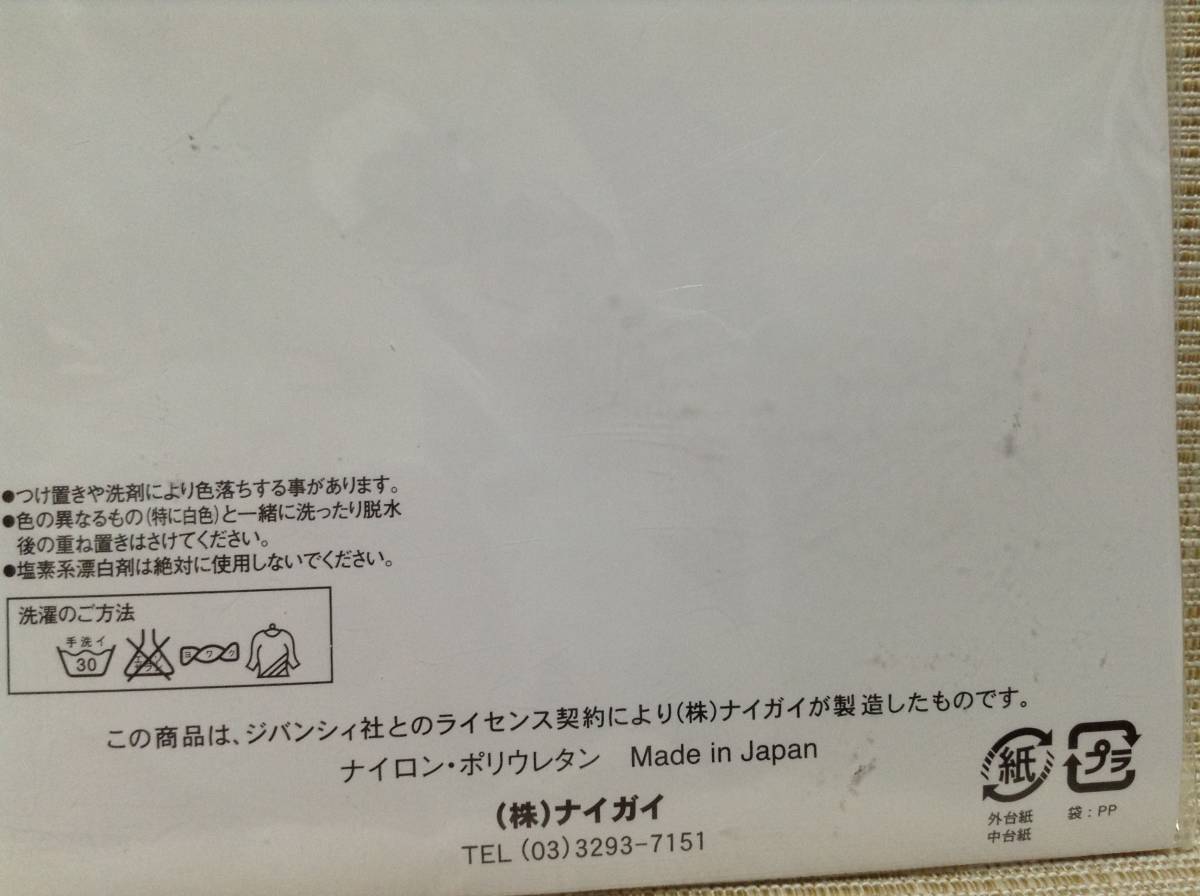 ●つけ置きや洗剤により色落ちする事があります。
●色の異なるもの(特に白色)と一緒に洗ったり脱水
後の重ね置きはさけてください。
●塩素系漂白剤は絶対に使用しないでください。
洗濯のご方法
手洗イ
30
ヨワク
この商品は、ジバンシィ社とのライセンス契約により(株)ナイガイが製造したものです。
ナイロン・ポリウレタン Made in Japan
(株)ナイガイ
TEL (03)3293-7151
紙
プラ
外台紙
中台紙
袋:PP